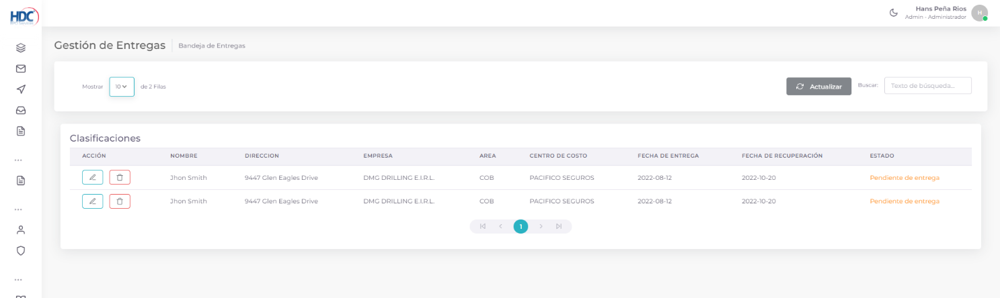 HDC
Hans Peña Rios
Admin - Administrador
H
Gestión de Entregas
Bandeja de Entregas
Mostrar 10 de 2 Filas
Actualizar
Buscar: Texto de búsqueda...
Clasificaciones
ACCIÓN NOMBRE DIRECCION EMPRESA AREA CENTRO DE COSTO FECHA DE ENTREGA FECHA DE RECUPERACIÓN ESTADO
Jhon Smith 9447 Glen Eagles Drive DMG DRILLING E.I.R.L. COB PACIFICO SEGUROS 2022-08-12 2022-10-20 Pendiente de entrega
Jhon Smith 9447 Glen Eagles Drive DMG DRILLING E.I.R.L. COB PACIFICO SEGUROS 2022-08-12 2022-10-20 Pendiente de entrega
1